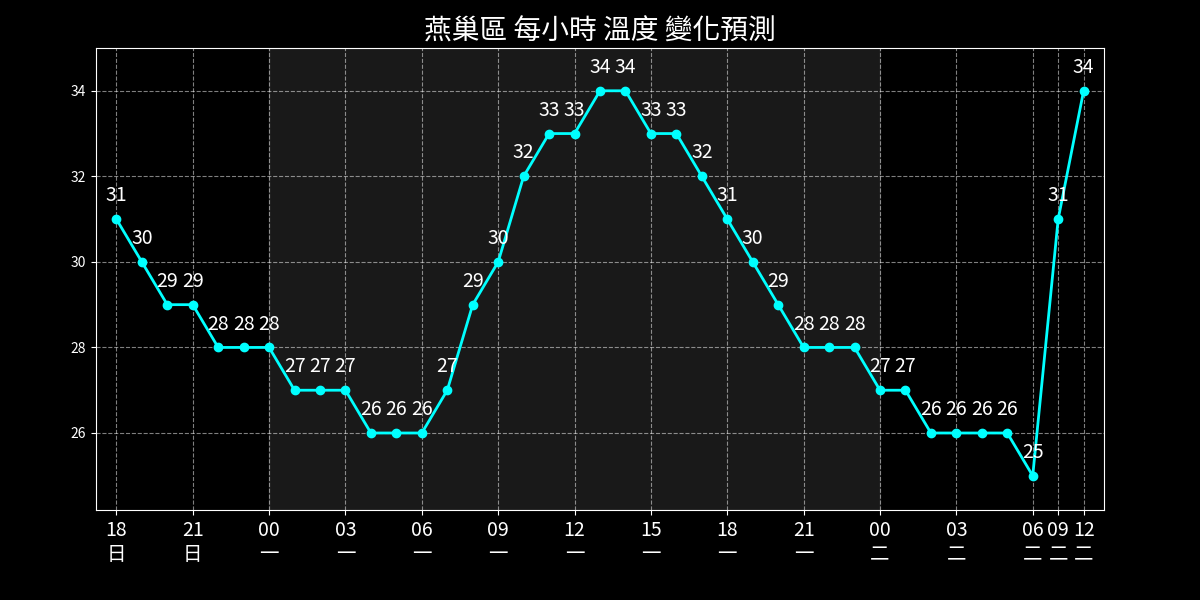 燕巢區 每小時 溫度 變化預測
34 34 34
34
33 33 33 33
32 32
32
31 31 31
30 30 30
30
29 29 29 29
28 28 28 28 28 28
28
27 27 27 27 27 27
26 26 26 26 26 26 26
26
25
18 21 00 03 06 09 12 15 18 21 00 03 06 09 12
日 日 一 一 一 一 一 一 一 一 二 二 二 二 二